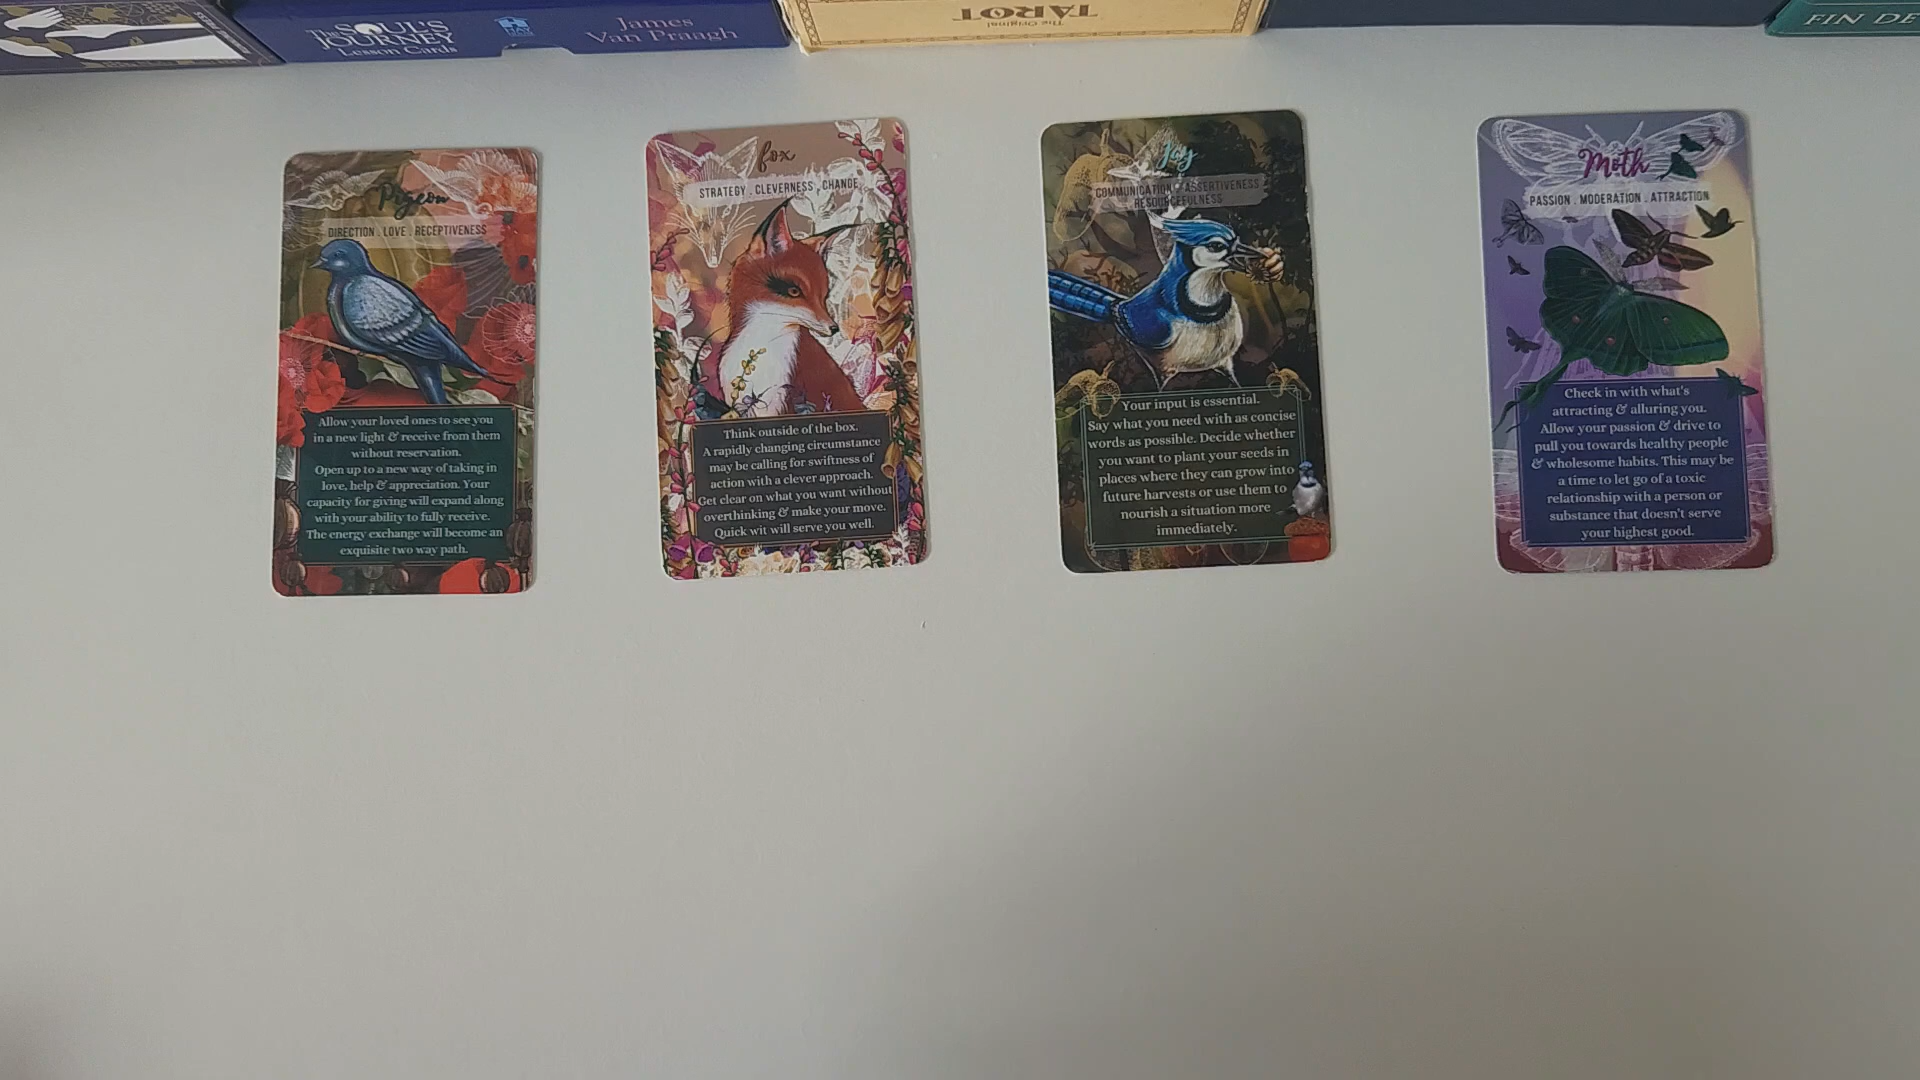 The SOUL'S
JOURNEY
Lesson Cards
HAY
HOUSE
James
Van Praagh
The Original
TAROT
FIN DE
Pigeon
DIRECTION . LOVE . RECEPTIVENESS
Allow your loved ones to see you
in a new light & receive from them
without reservation.
Open up to a new way of taking in
love, help & appreciation. Your
capacity for giving will expand along
with your ability to fully receive.
The energy exchange will become an
exquisite two way path.
fox
STRATEGY . CLEVERNESS . CHANGE
Think outside of the box.
A rapidly changing circumstance
may be calling for swiftness of
action with a clever approach.
Get clear on what you want without
overthinking & make your move.
Quick wit will serve you well.
Jay
COMMUNICATION . ASSERTIVENESS
RESOURCEFULNESS
Your input is essential.
Say what you need with as concise
words as possible. Decide whether
you want to plant your seeds in
places where they can grow into
future harvests or use them to
nourish a situation more
immediately.
Moth
PASSION . MODERATION . ATTRACTION
Check in with what's
attracting & alluring you.
Allow your passion & drive to
pull you towards healthy people
& wholesome habits. This may be
a time to let go of a toxic
relationship with a person or
substance that doesn't serve
your highest good.